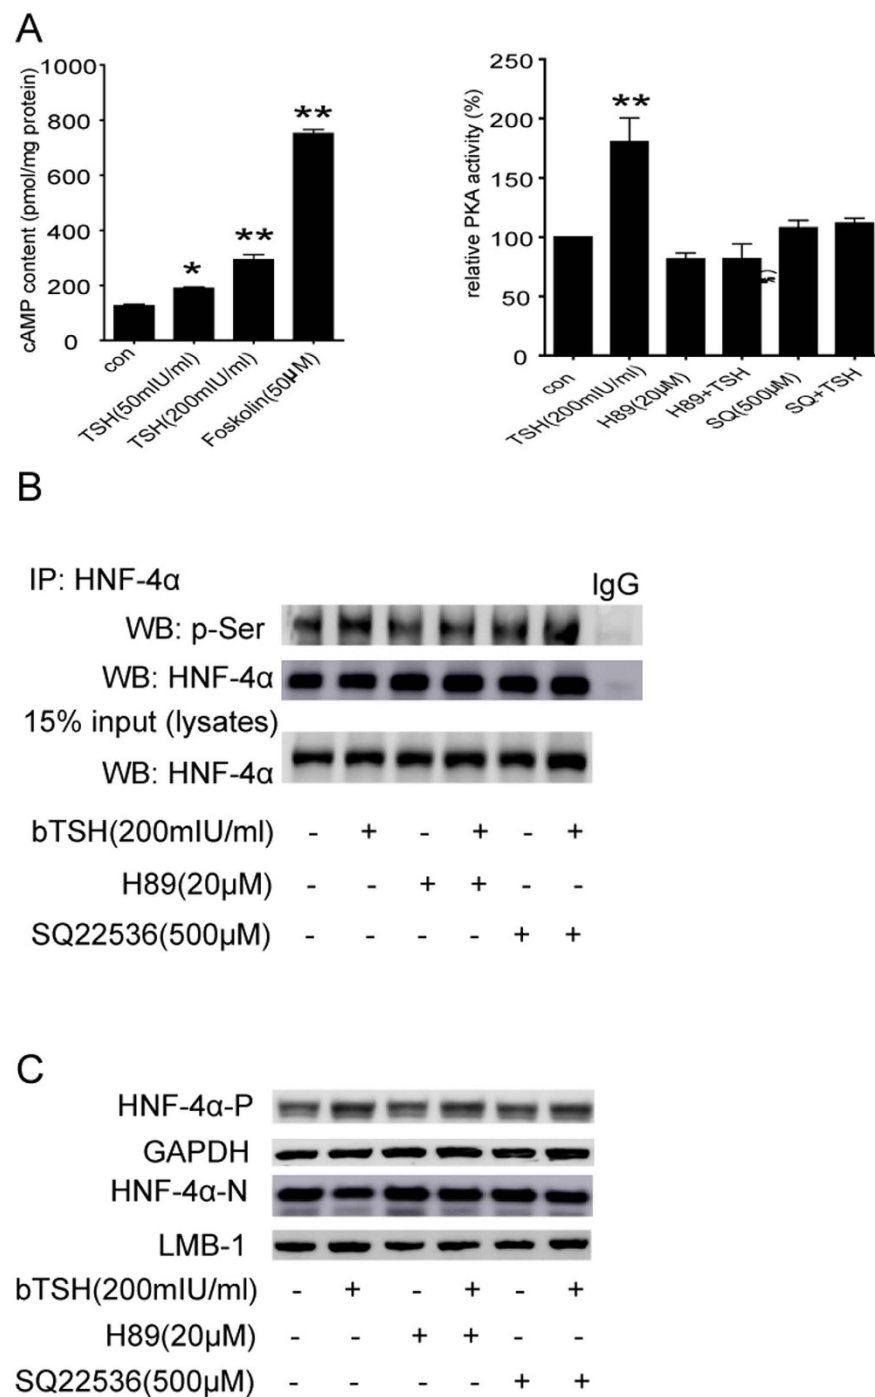 A
cAMP content (pmol/mg protein)
1000
800
600
400
200
0
*
**
**
con
TSH(50mIU/ml)
TSH(200mIU/ml)
Foskolin(50μM)
relative PKA activity (%)
250
200
150
100
50
0
**
con
TSH(200mIU/ml)
H89(20μM)
H89+TSH
SQ(500μM)
SQ+TSH
B
IP: HNF-4α
IgG
WB: p-Ser
WB: HNF-4α
15% input (lysates)
WB: HNF-4α
bTSH(200mIU/ml) - + - + - +
H89(20μM) - - + + - -
SQ22536(500μM) - - - - + +
C
HNF-4α-P
GAPDH
HNF-4α-N
LMB-1
bTSH(200mIU/ml) - + - + - +
H89(20μM) - - + + - -
SQ22536(500μM) - - - - + +